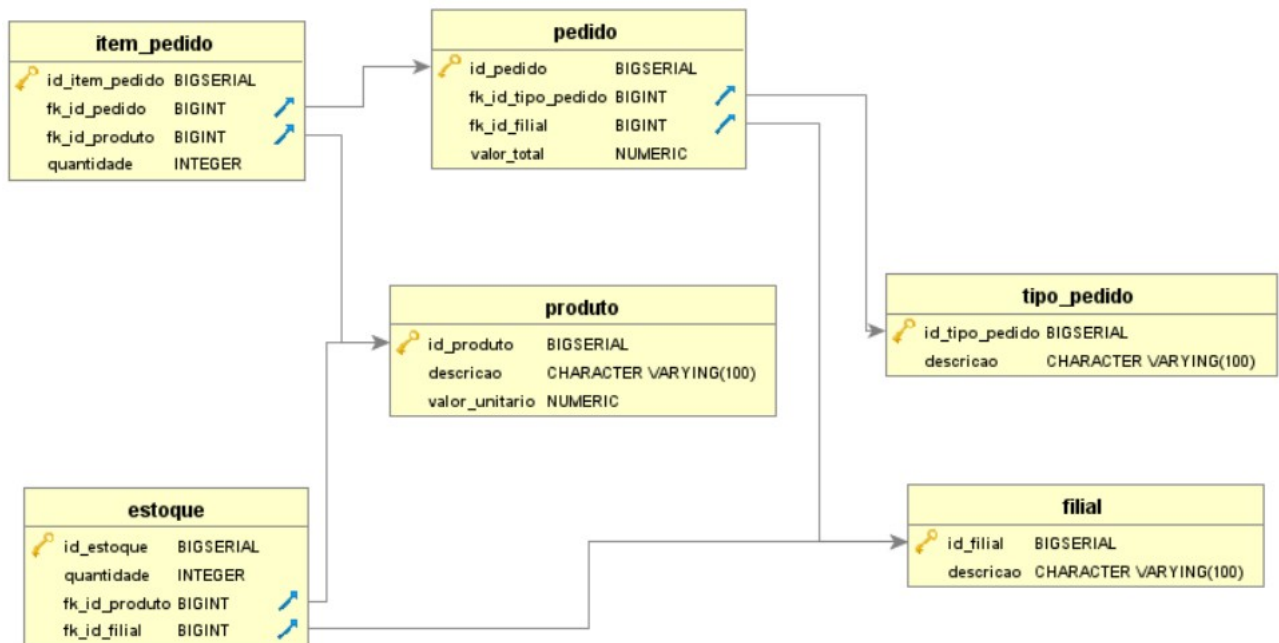 item_pedido
id_item_pedido BIGSERIAL
fk_id_pedido BIGINT
fk_id_produto BIGINT
quantidade INTEGER
pedido
id_pedido BIGSERIAL
fk_id_tipo_pedido BIGINT
fk_id_filial BIGINT
valor_total NUMERIC
produto
id_produto BIGSERIAL
descricao CHARACTER VARYING(100)
valor_unitario NUMERIC
tipo_pedido
id_tipo_pedido BIGSERIAL
descricao CHARACTER VARYING(100)
estoque
id_estoque BIGSERIAL
quantidade INTEGER
fk_id_produto BIGINT
fk_id_filial BIGINT
filial
id_filial BIGSERIAL
descricao CHARACTER VARYING(100)